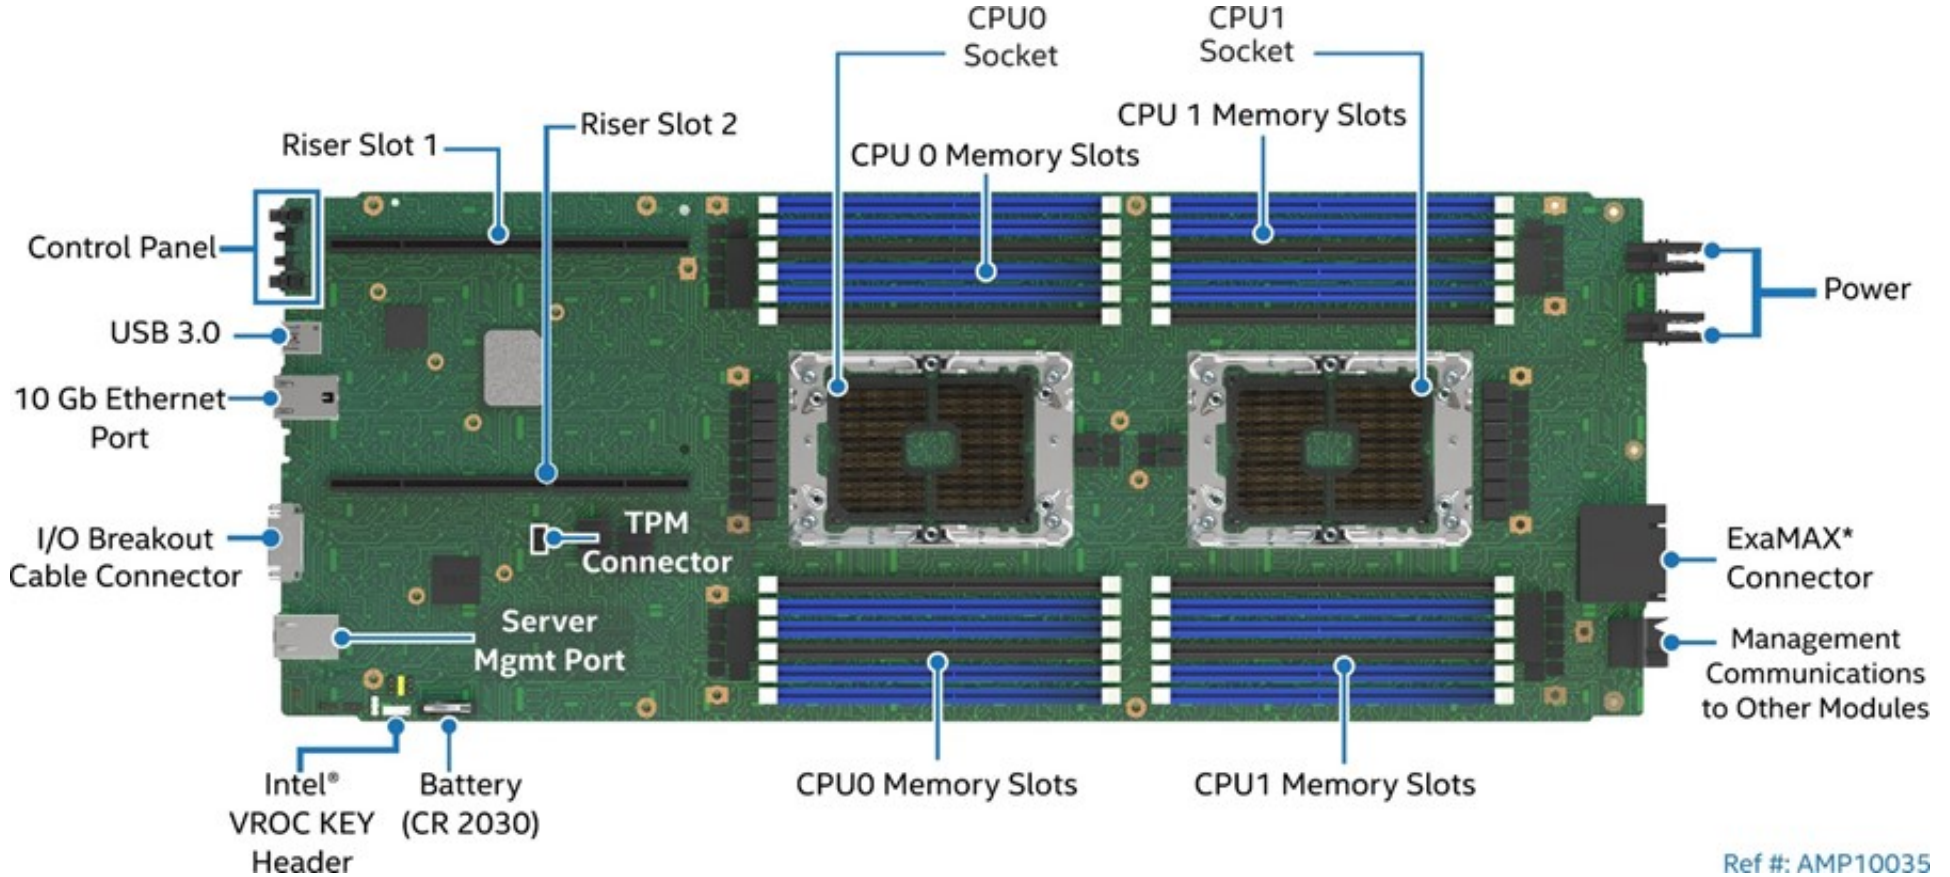 CPU0
Socket
CPU1
Socket
CPU 1 Memory Slots
Riser Slot 2
Riser Slot 1
CPU 0 Memory Slots
Control Panel
Power
USB 3.0
10 Gb Ethernet
Port
I/O Breakout
Cable Connector
TPM
Connector
ExaMAX*
Connector
Server
Mgmt Port
Management
Communications
to Other Modules
Intel®
VROC KEY
Header
Battery
(CR 2030)
CPU0 Memory Slots
CPU1 Memory Slots
Ref #: AMP10035